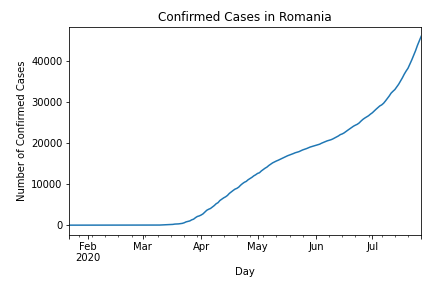 Confirmed Cases in Romania
Number of Confirmed Cases
40000
30000
20000
10000
0
Feb Mar Apr May Jun Jul
2020
Day